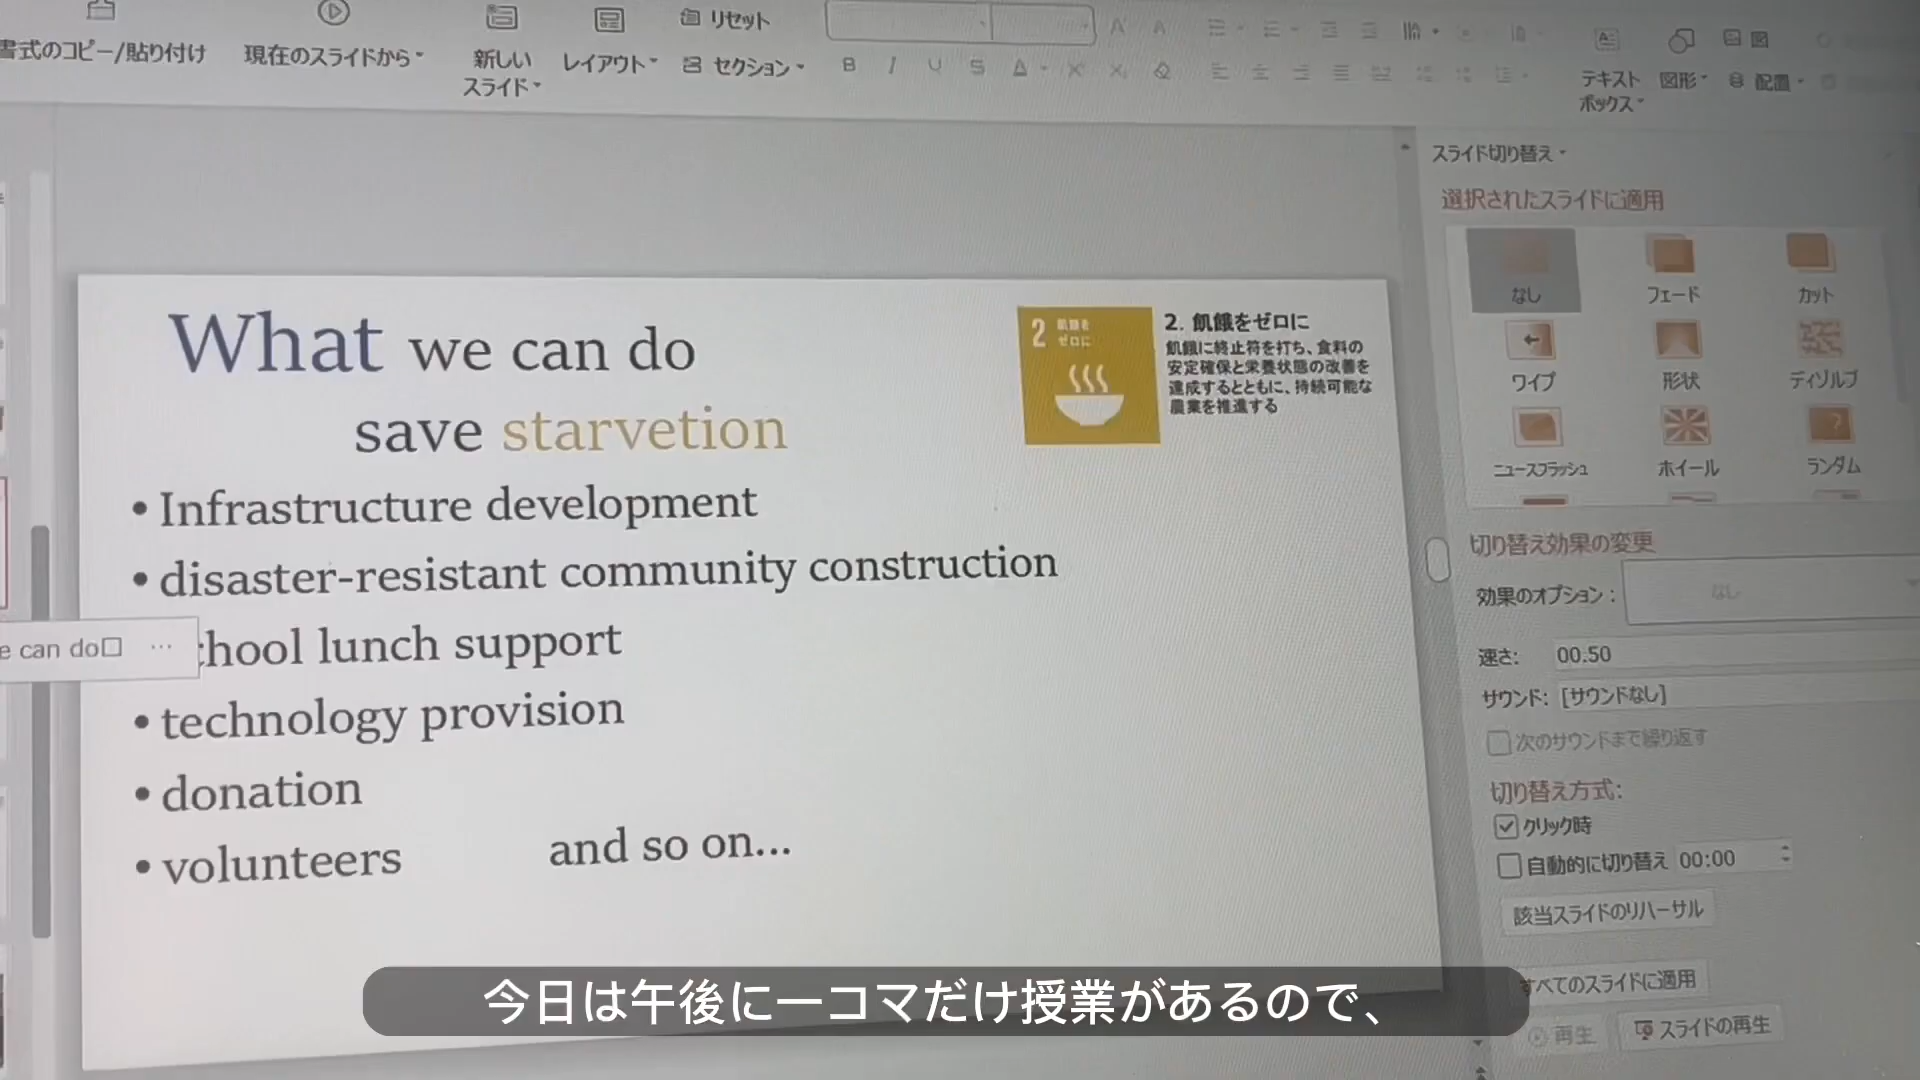 書式のコピー/貼り付け
現在のスライドから
新しい
スライド
レイアウト
リセット
セクション
B I U S A
テキスト
ボックス
図形
図
配置
スライド切り替え
選択されたスライドに適用
なし
フェード
カット
ワイプ
形状
ディゾルブ
ニュースフラッシュ
ホイール
ランダム
切り替え効果の変更
効果のオプション：
なし
速さ:
00.50
サウンド:
[サウンドなし]
次のサウンドまで繰り返す
切り替え方式:
クリック時
自動的に切り替え 00:00
該当スライドのリハーサル
すべてのスライドに適用
再生
スライドの再生
What we can do
save starvetion
2 飢餓を
ゼロに
2. 飢餓をゼロに
飢餓に終止符を打ち、食料の
安定確保と栄養状態の改善を
達成するとともに、持続可能な
農業を推進する
• Infrastructure development
• disaster-resistant community construction
e can do□ …
chool lunch support
• technology provision
• donation
• volunteers
and so on...
今日は午後に一コマだけ授業があるので、